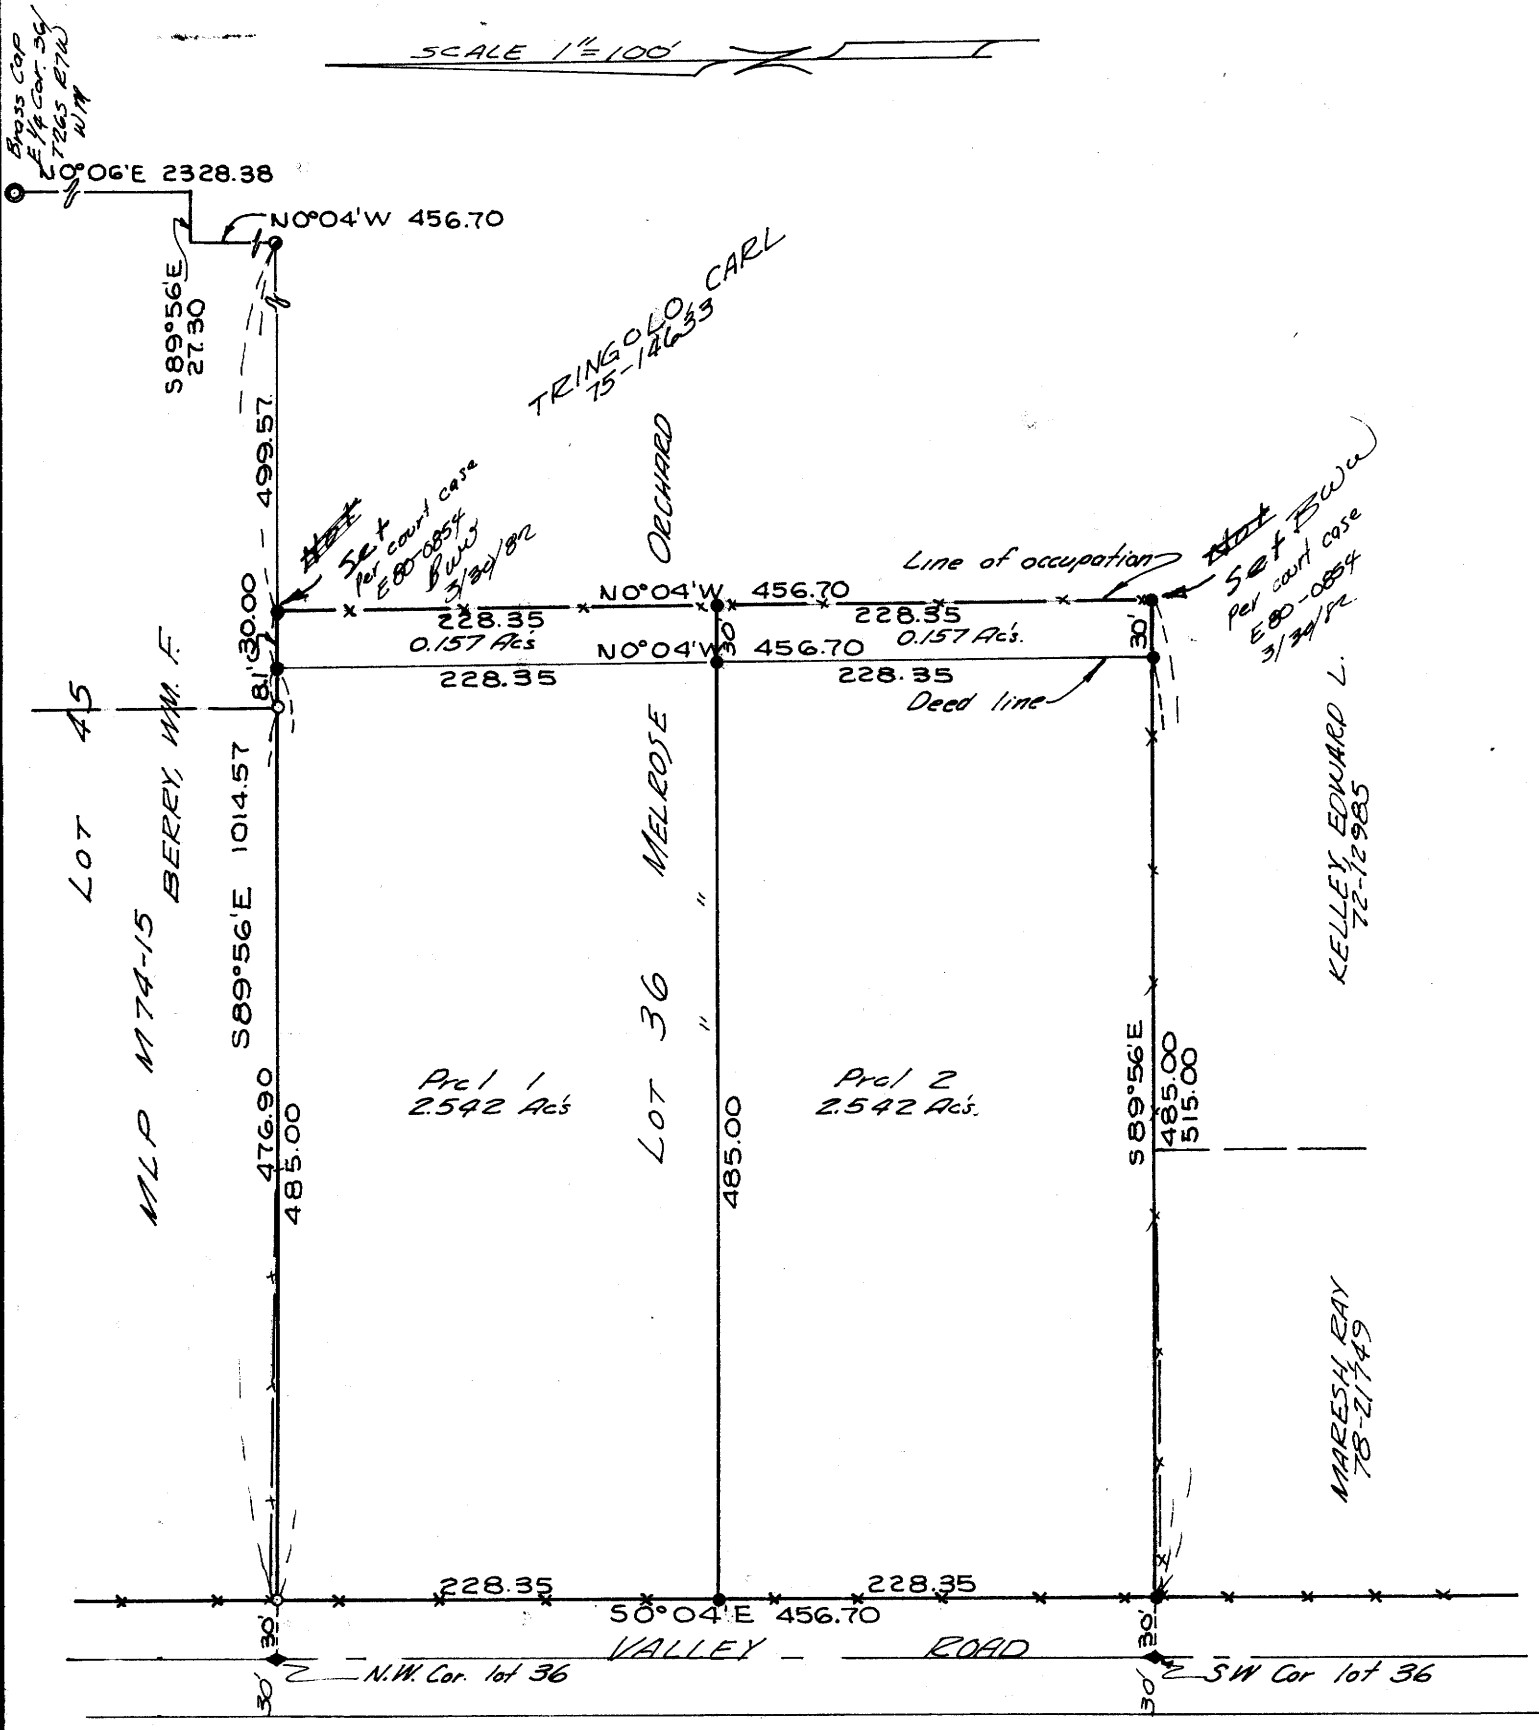 SCALE 1"=100'
Brass Cap
E 1/4 Cor. 36
T26S R7W
WM
N0°06'E 2328.38
N0°04'W 456.70
S89°56'E
27.30
TRINGOLO, CARL
75-14633
499.57
Not
Set
Per court case
E80-0854
BWW
3/30/82
ORCHARD
Line of occupation
Not
Set BWW
per court case
E80-0854
3/30/82
30.00
N0°04'W 456.70
228.35
228.35
0.157 Ac's
0.157 Ac's.
30'
30'
N0°04'W 456.70
228.35
228.35
8.1'
Deed line
LOT 45
BERRY, WM. F.
MLP M74-15
S89°56'E 1014.57
MELROSE
" "
LOT 36
KELLEY, EDWARD L.
72-12985
Prcl 1
2.542 Ac's
Prcl 2
2.542 Ac's.
476.90
485.00
485.00
S89°56'E
485.00
515.00
MARESH, RAY
78-21749
228.35
228.35
S0°04'E 456.70
30'
30'
VALLEY ROAD
N.W. Cor. lot 36
SW Cor lot 36
30'
30'